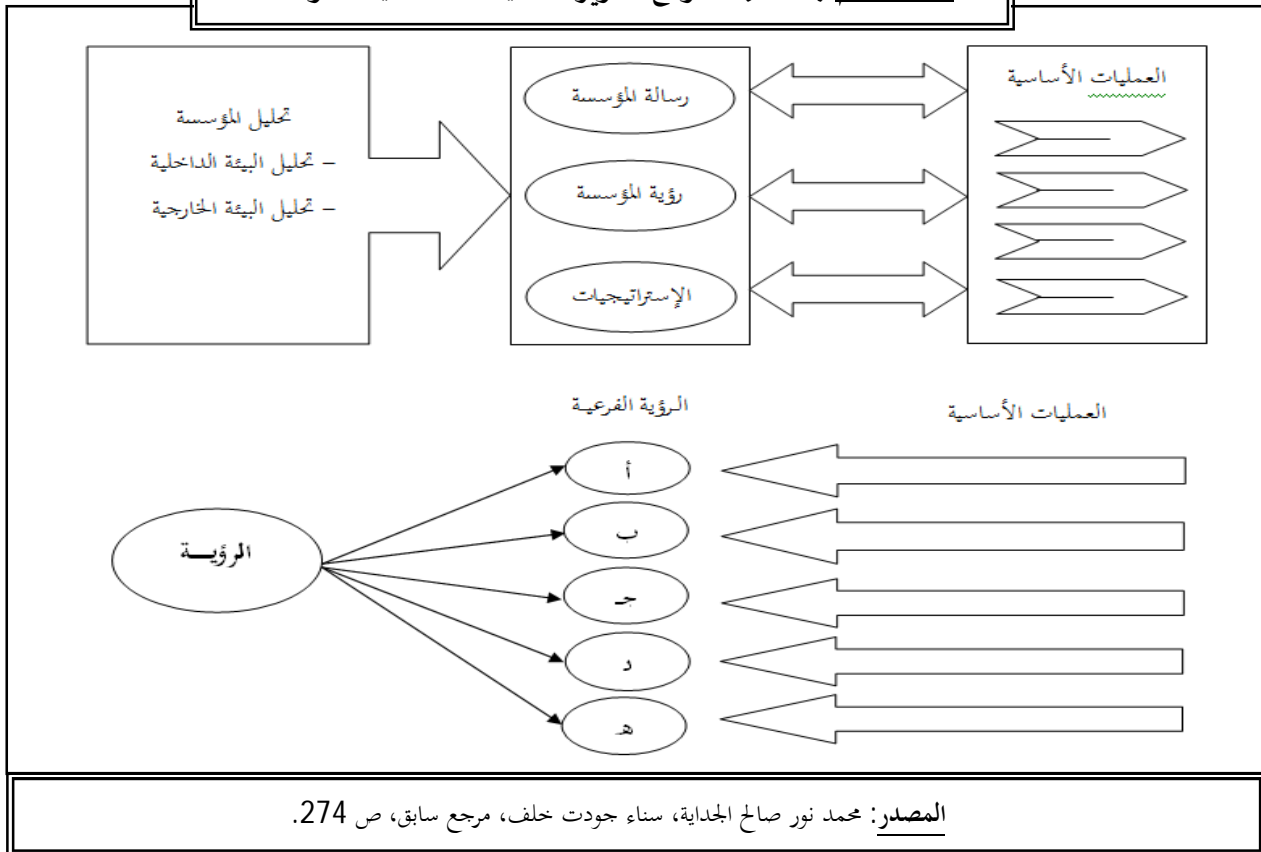 تحليل المؤسسة
– تحليل البيئة الداخلية
– تحليل البيئة الخارجية
رسالة المؤسسة
رؤية المؤسسة
الإستراتيجيات
العمليات الأساسية
الرؤية الفرعية
العمليات الأساسية
الرؤيــة
أ
ب
جـ
ر
هـ
المصدر: محمد نور صالح الجداية، سناء جودت خلف، مرجع سابق، ص 274.